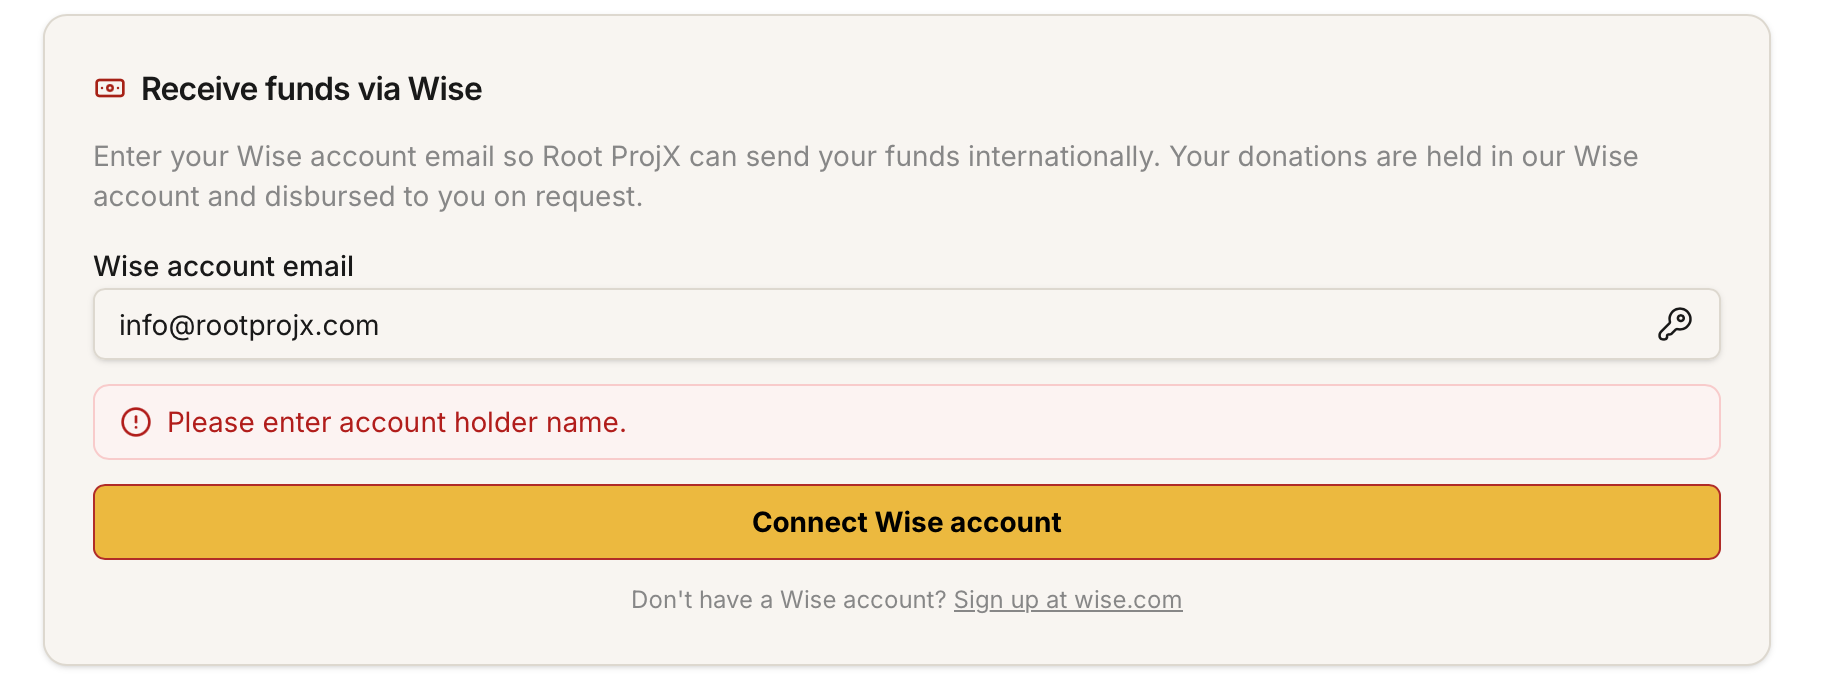 Receive funds via Wise
Enter your Wise account email so Root ProjX can send your funds internationally. Your donations are held in our Wise
account and disbursed to you on request.
Wise account email
info@rootprojx.com
Please enter account holder name.
Connect Wise account
Don't have a Wise account? Sign up at wise.com